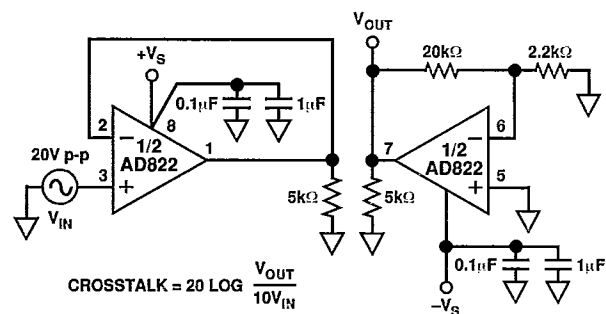 +VS
8
0.1µF
1µF
2
1/2
AD822
1
20V p-p
3
VIN
5kΩ
VOUT
20kΩ
2.2kΩ
7
6
1/2
AD822
5
5kΩ
0.1µF
1µF
−VS
CROSSTALK = 20 LOG VOUT
10VIN